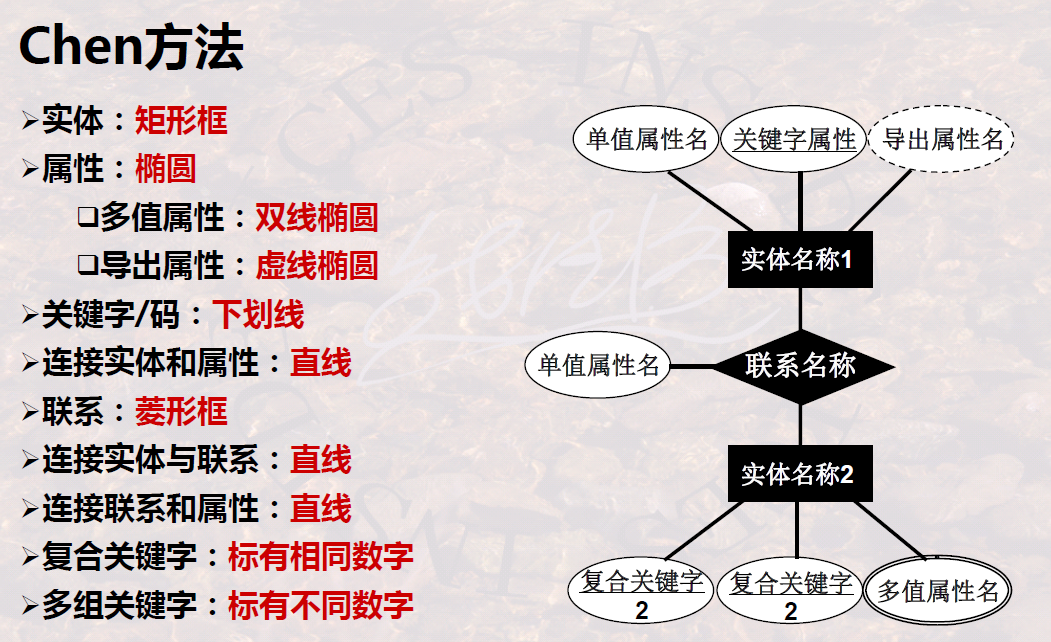 Chen方法
实体：矩形框
属性：椭圆
多值属性：双线椭圆
导出属性：虚线椭圆
关键字/码：下划线
连接实体和属性：直线
联系：菱形框
连接实体与联系：直线
连接联系和属性：直线
复合关键字：标有相同数字
多组关键字：标有不同数字
单值属性名
关键字属性
导出属性名
实体名称1
单值属性名
联系名称
实体名称2
复合关键字
2
复合关键字
2
多值属性名